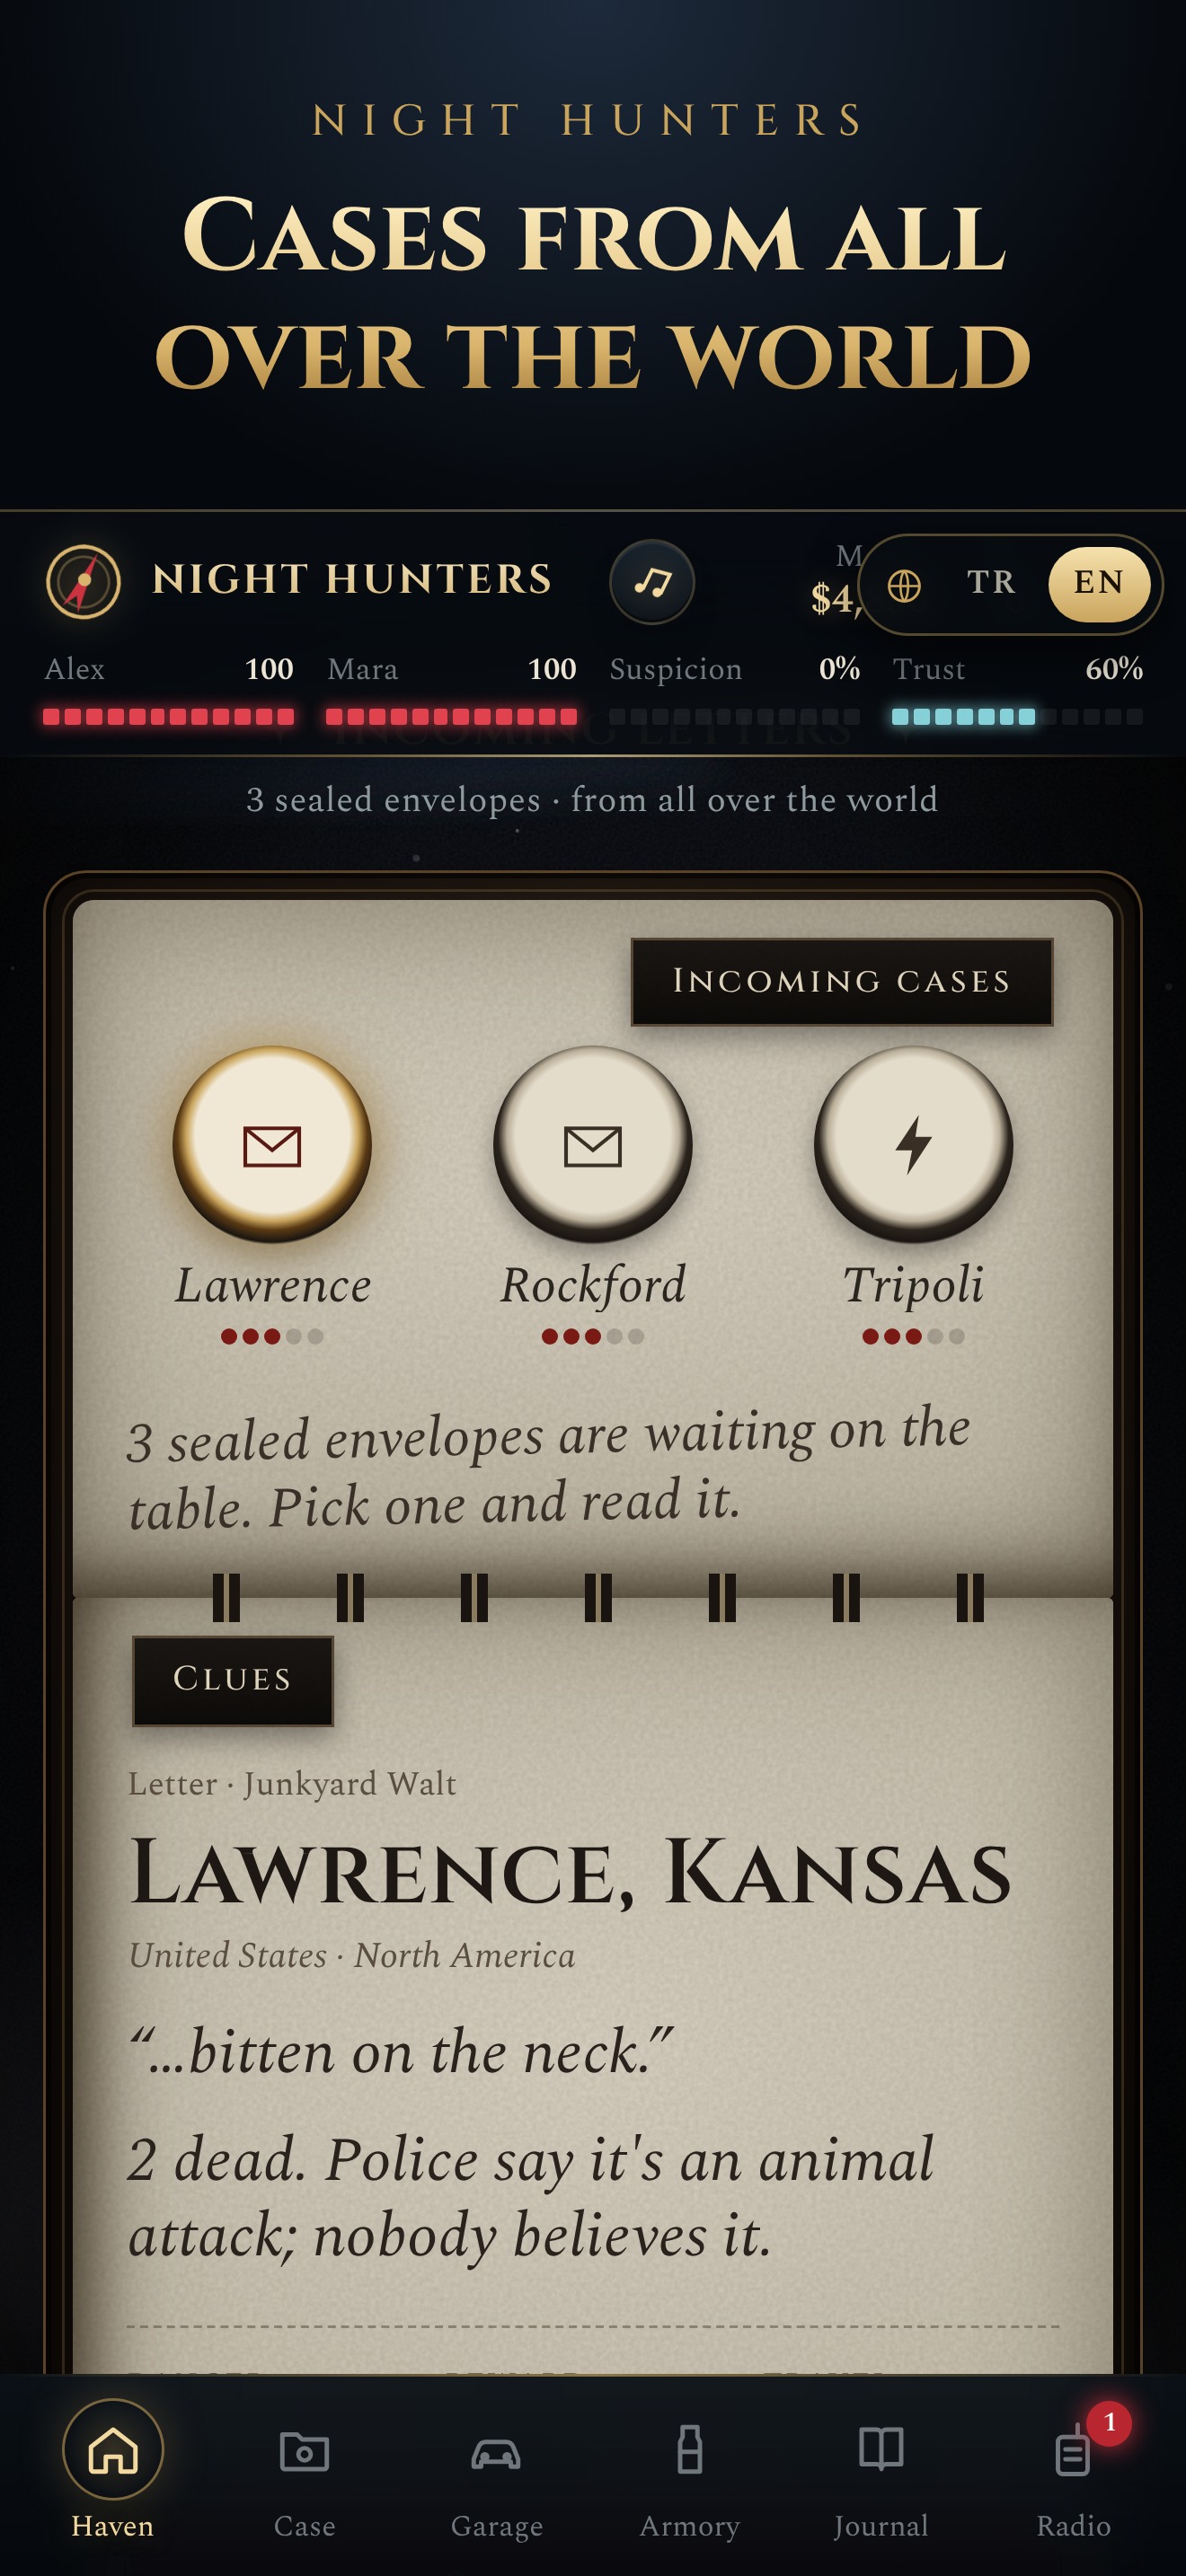 NIGHT HUNTERS
CASES FROM ALL
OVER THE WORLD
NIGHT HUNTERS
M
$4,
TR
EN
Alex 100
Mara 100
Suspicion 0%
Trust 60%
INCOMING LETTERS
3 sealed envelopes · from all over the world
INCOMING CASES
Lawrence
Rockford
Tripoli
3 sealed envelopes are waiting on the
table. Pick one and read it.
CLUES
Letter · Junkyard Walt
LAWRENCE, KANSAS
United States · North America
“...bitten on the neck.”
2 dead. Police say it's an animal
attack; nobody believes it.
Haven
Case
Garage
Armory
Journal
1
Radio